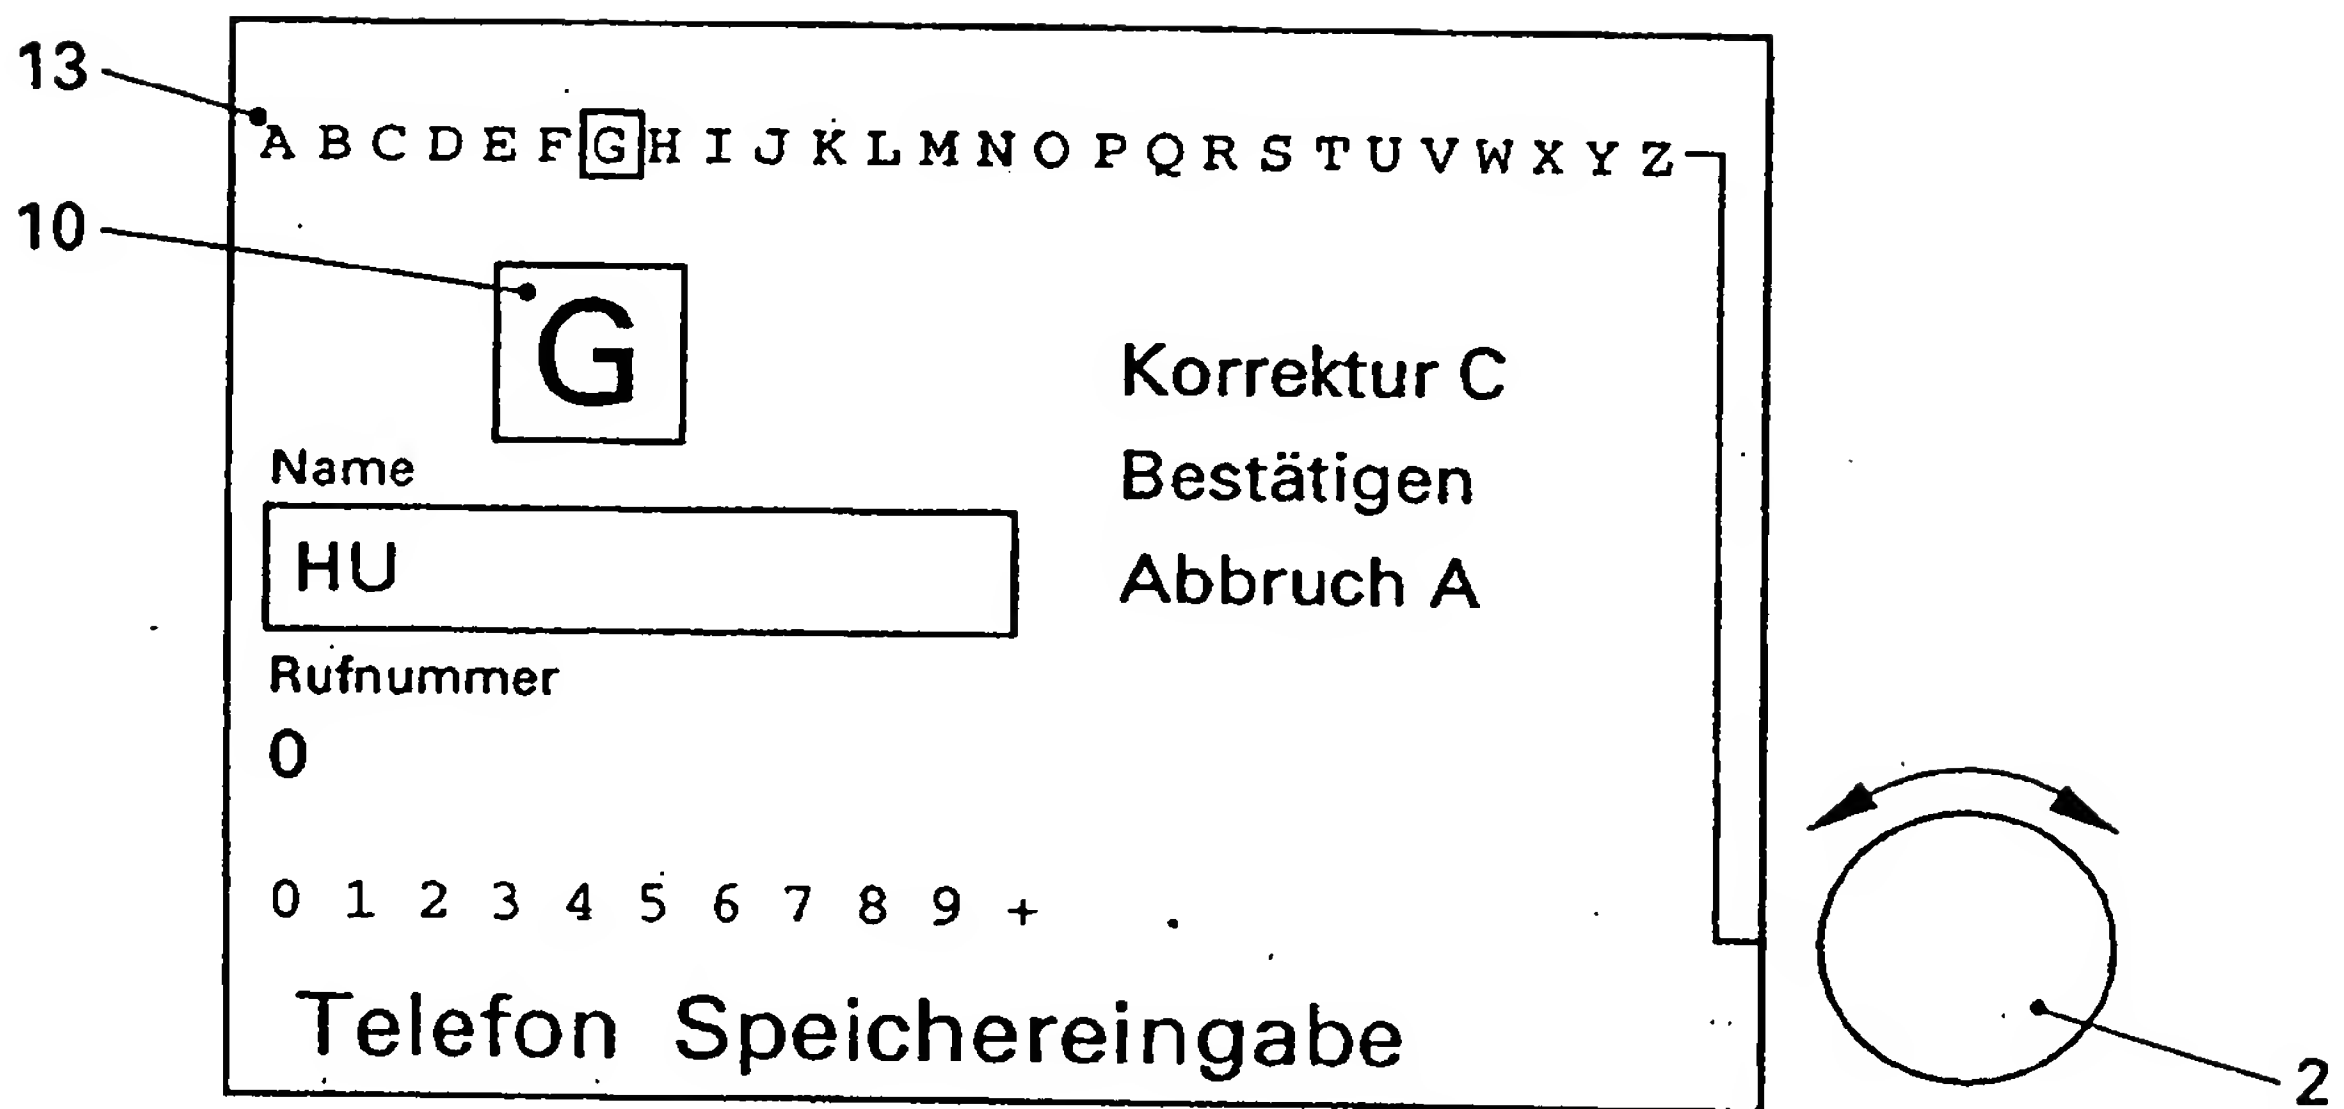 13
A B C D E F G H I J K L M N O P Q R S T U V W X Y Z
10
G
Korrektur C
Name
Bestätigen
HU
Abbruch A
Rufnummer
0
0 1 2 3 4 5 6 7 8 9 +
Telefon Speichereingabe
2